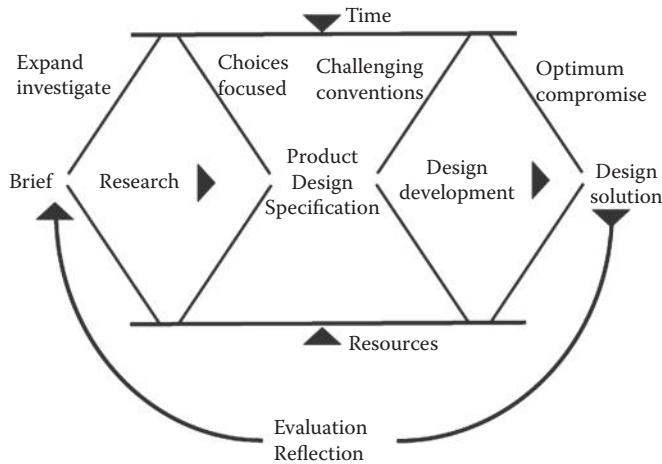 Time
Expand
investigate
Choices
focused
Challenging
conventions
Optimum
compromise
Brief
Research
Product
Design
Specification
Design
development
Design
solution
Resources
Evaluation
Reflection